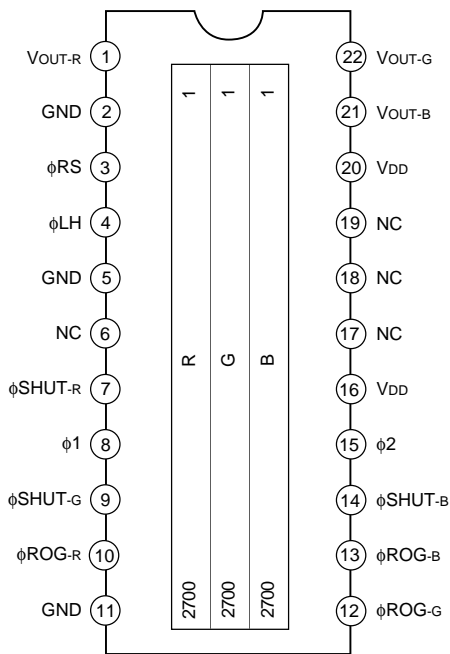 VOUT-R 1
GND 2
φRS 3
φLH 4
GND 5
NC 6
φSHUT-R 7
φ1 8
φSHUT-G 9
φROG-R 10
GND 11
1 1 1
R G B
2700 2700 2700
22 VOUT-G
21 VOUT-B
20 VDD
19 NC
18 NC
17 NC
16 VDD
15 φ2
14 φSHUT-B
13 φROG-B
12 φROG-G